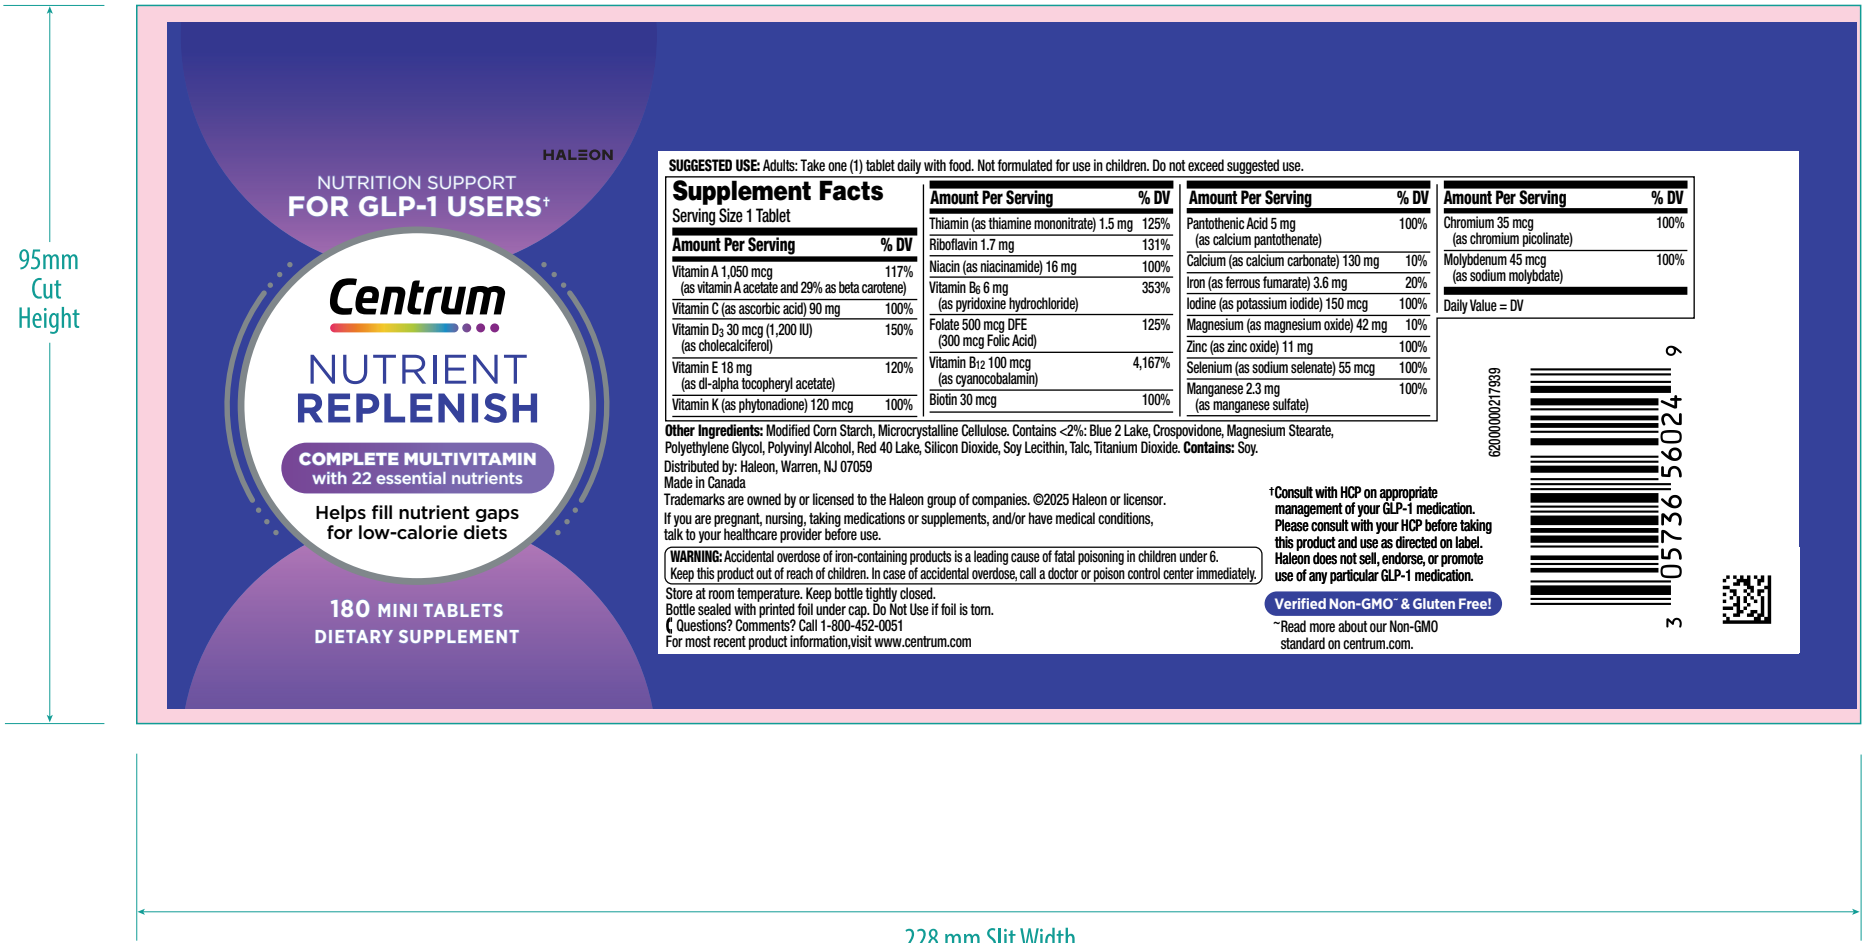 95mm
Cut
Height
HALEON
NUTRITION SUPPORT
FOR GLP-1 USERS†
Centrum
NUTRIENT
REPLENISH
COMPLETE MULTIVITAMIN
with 22 essential nutrients
Helps fill nutrient gaps
for low-calorie diets
180 MINI TABLETS
DIETARY SUPPLEMENT
SUGGESTED USE: Adults: Take one (1) tablet daily with food. Not formulated for use in children. Do not exceed suggested use.
Supplement Facts
Serving Size 1 Tablet
Amount Per Serving % DV
Vitamin A 1,050 mcg 117%
(as vitamin A acetate and 29% as beta carotene)
Vitamin C (as ascorbic acid) 90 mg 100%
Vitamin D3 30 mcg (1,200 IU) 150%
(as cholecalciferol)
Vitamin E 18 mg 120%
(as dl-alpha tocopheryl acetate)
Vitamin K (as phytonadione) 120 mcg 100%
Amount Per Serving % DV
Thiamin (as thiamine mononitrate) 1.5 mg 125%
Riboflavin 1.7 mg 131%
Niacin (as niacinamide) 16 mg 100%
Vitamin B6 6 mg 353%
(as pyridoxine hydrochloride)
Folate 500 mcg DFE 125%
(300 mcg Folic Acid)
Vitamin B12 100 mcg 4,167%
(as cyanocobalamin)
Biotin 30 mcg 100%
Amount Per Serving % DV
Pantothenic Acid 5 mg 100%
(as calcium pantothenate)
Calcium (as calcium carbonate) 130 mg 10%
Iron (as ferrous fumarate) 3.6 mg 20%
Iodine (as potassium iodide) 150 mcg 100%
Magnesium (as magnesium oxide) 42 mg 10%
Zinc (as zinc oxide) 11 mg 100%
Selenium (as sodium selenate) 55 mcg 100%
Manganese 2.3 mg 100%
(as manganese sulfate)
Amount Per Serving % DV
Chromium 35 mcg 100%
(as chromium picolinate)
Molybdenum 45 mcg 100%
(as sodium molybdate)
Daily Value = DV
Other Ingredients: Modified Corn Starch, Microcrystalline Cellulose. Contains <2%: Blue 2 Lake, Crospovidone, Magnesium Stearate,
Polyethylene Glycol, Polyvinyl Alcohol, Red 40 Lake, Silicon Dioxide, Soy Lecithin, Talc, Titanium Dioxide. Contains: Soy.
Distributed by: Haleon, Warren, NJ 07059
Made in Canada
Trademarks are owned by or licensed to the Haleon group of companies. ©2025 Haleon or licensor.
If you are pregnant, nursing, taking medications or supplements, and/or have medical conditions,
talk to your healthcare provider before use.
WARNING: Accidental overdose of iron-containing products is a leading cause of fatal poisoning in children under 6.
Keep this product out of reach of children. In case of accidental overdose, call a doctor or poison control center immediately.
Store at room temperature. Keep bottle tightly closed.
Bottle sealed with printed foil under cap. Do Not Use if foil is torn.
Questions? Comments? Call 1-800-452-0051
For most recent product information,visit www.centrum.com
†Consult with HCP on appropriate
management of your GLP-1 medication.
Please consult with your HCP before taking
this product and use as directed on label.
Haleon does not sell, endorse, or promote
use of any particular GLP-1 medication.
Verified Non-GMO~ & Gluten Free!
~Read more about our Non-GMO
standard on centrum.com.
62000000217939
3 05736 56024 9
228 mm Slit Width